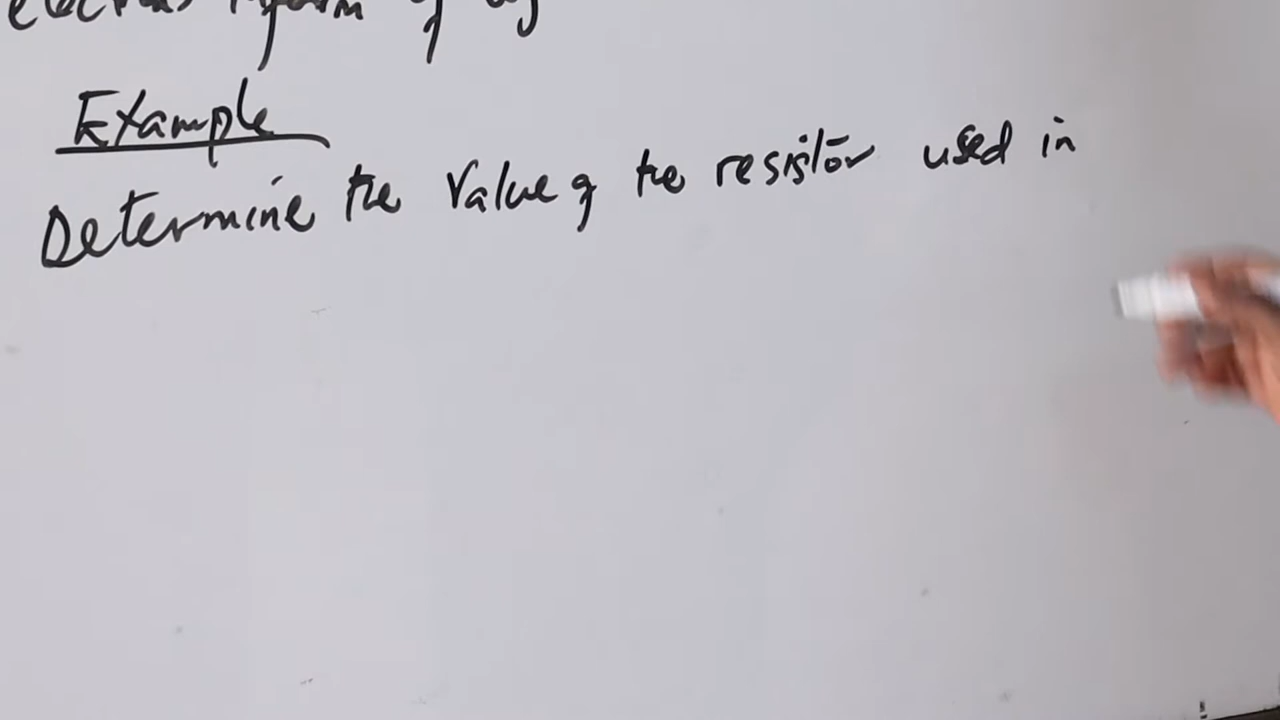 Example
Determine the value of the resistor used in